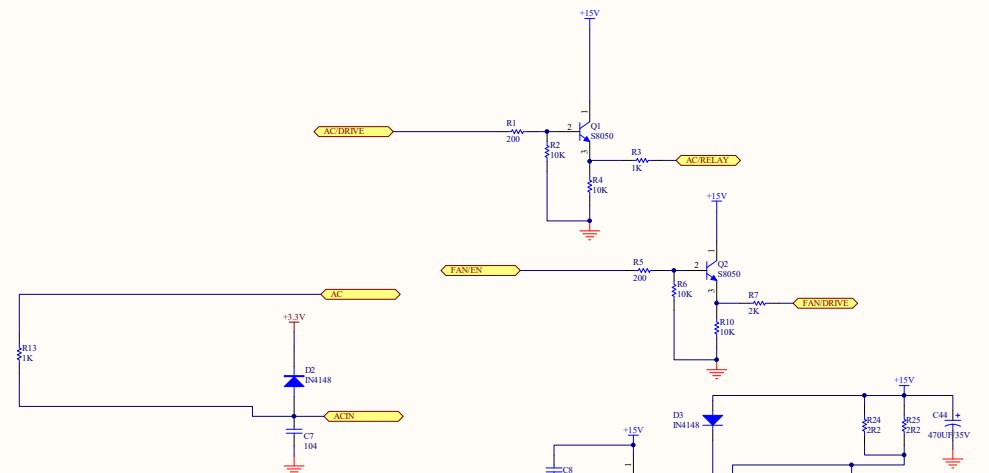 +15V
1
AC/DRIVE
R1
200
2
Q1
S8050
R2
10K
3
R3
1K
AC/RELAY
R4
10K
+15V
1
FAN/EN
R5
200
2
Q2
S8050
R6
10K
3
R7
2K
FAN/DRIVE
R10
10K
AC
+3.3V
R13
1K
D2
IN4148
ACIN
C7
104
+15V
D3
IN4148
R24
2R2
R25
2R2
C44
+
470UF/35V
+15V
1
C8